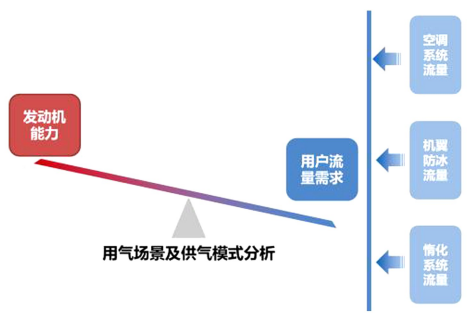 发动机
能力
用户流
量需求
用气场景及供气模式分析
空调
系统
流量
机翼
防冰
流量
惰化
系统
流量